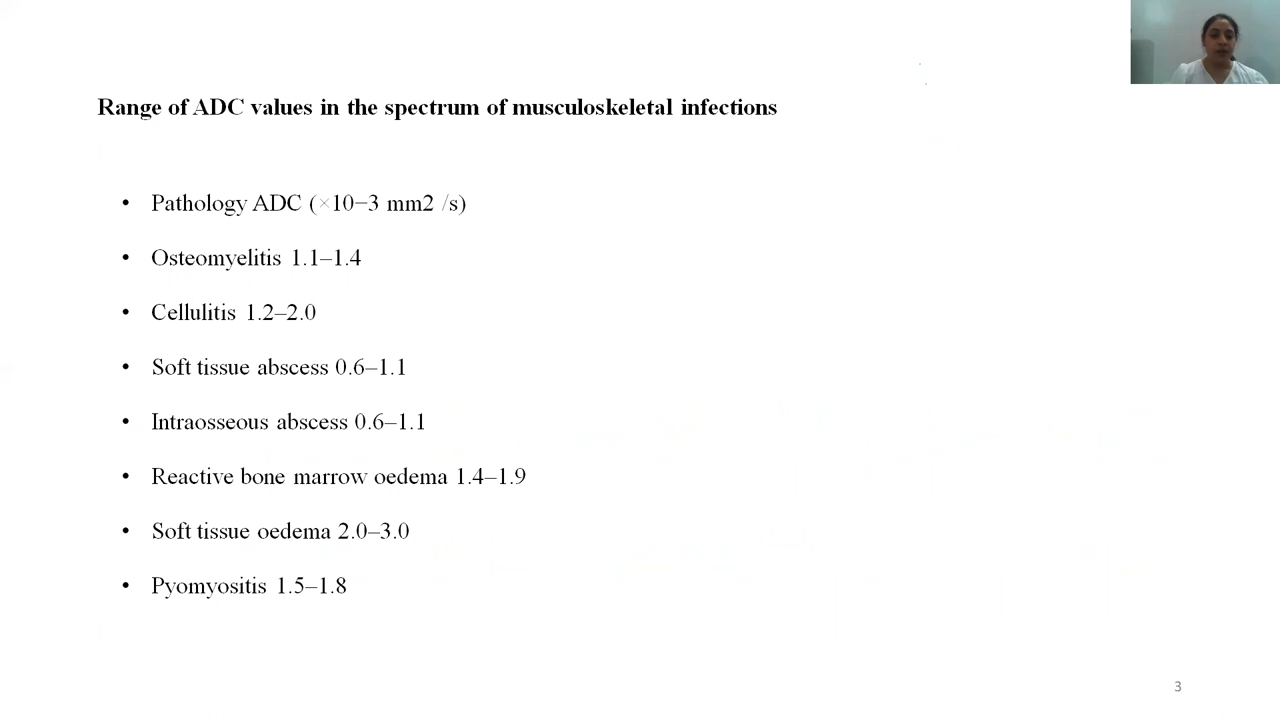 Range of ADC values in the spectrum of musculoskeletal infections
• Pathology ADC (×10−3 mm2 /s)
• Osteomyelitis 1.1–1.4
• Cellulitis 1.2–2.0
• Soft tissue abscess 0.6–1.1
• Intraosseous abscess 0.6–1.1
• Reactive bone marrow oedema 1.4–1.9
• Soft tissue oedema 2.0–3.0
• Pyomyositis 1.5–1.8
3